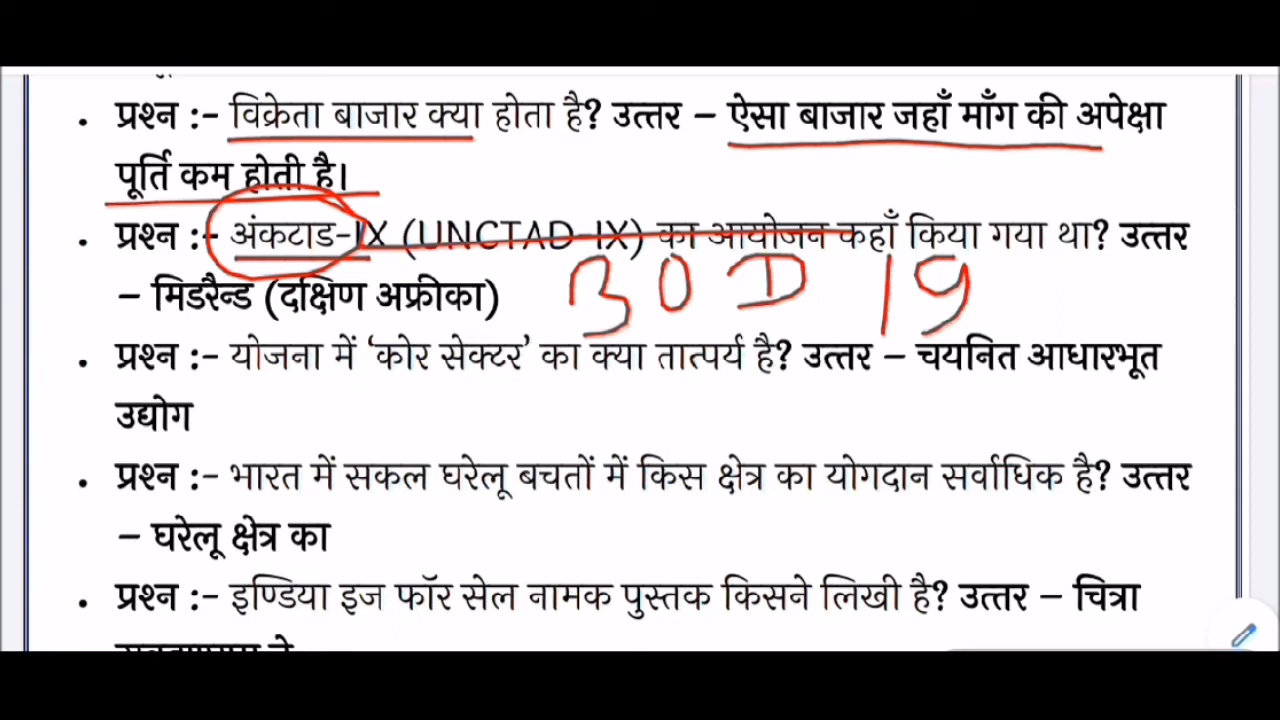 • प्रश्न :- विक्रेता बाजार क्या होता है? उत्तर – ऐसा बाजार जहाँ माँग की अपेक्षा
पूर्ति कम होती है।
• प्रश्न :- अंकटाड-IX (UNCTAD-IX) का आयोजन कहाँ किया गया था? उत्तर
30 D 19
– मिडरैन्ड (दक्षिण अफ्रीका)
• प्रश्न :- योजना में ‘कोर सेक्टर’ का क्या तात्पर्य है? उत्तर – चयनित आधारभूत
उद्योग
• प्रश्न :- भारत में सकल घरेलू बचतों में किस क्षेत्र का योगदान सर्वाधिक है? उत्तर
– घरेलू क्षेत्र का
• प्रश्न :- इण्डिया इज फॉर सेल नामक पुस्तक किसने लिखी है? उत्तर – चित्रा